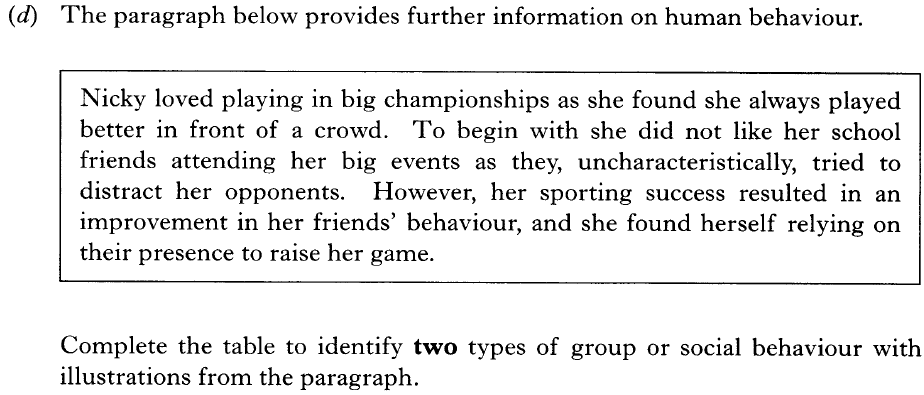 (d) The paragraph below provides further information on human behaviour.
Nicky loved playing in big championships as she found she always played
better in front of a crowd. To begin with she did not like her school
friends attending her big events as they, uncharacteristically, tried to
distract her opponents. However, her sporting success resulted in an
improvement in her friends' behaviour, and she found herself relying on
their presence to raise her game.
Complete the table to identify two types of group or social behaviour with
illustrations from the paragraph.